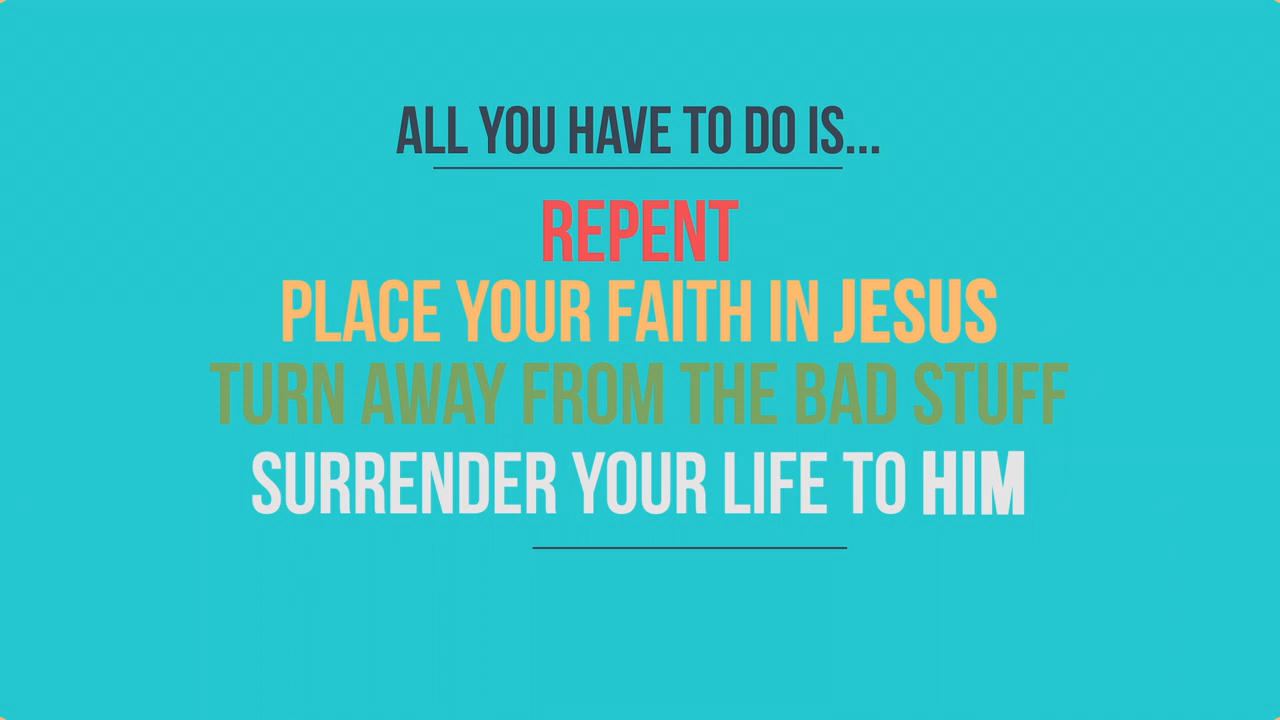 ALL YOU HAVE TO DO IS...
REPENT
PLACE YOUR FAITH IN JESUS
TURN AWAY FROM THE BAD STUFF
SURRENDER YOUR LIFE TO HIM